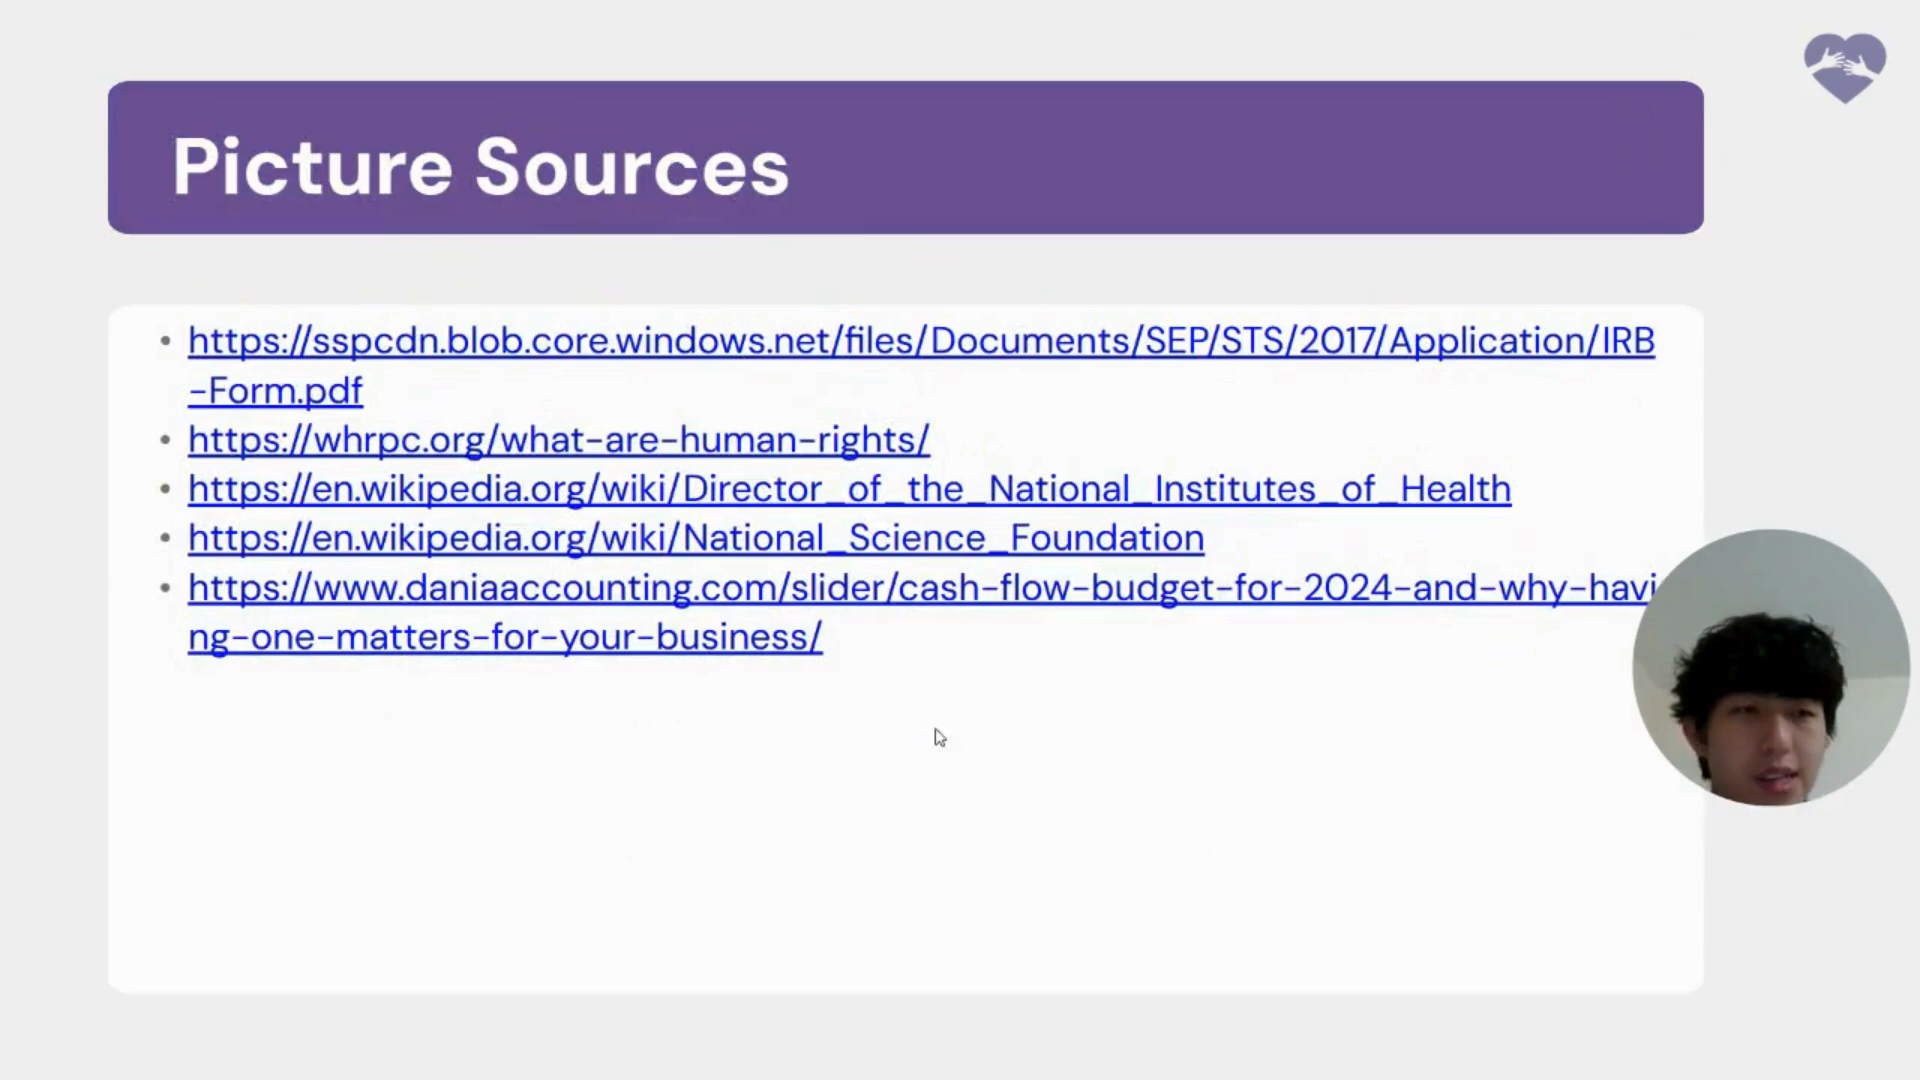 Picture Sources
• https://sspcdn.blob.core.windows.net/files/Documents/SEP/STS/2017/Application/IRB
-Form.pdf
• https://whrpc.org/what-are-human-rights/
• https://en.wikipedia.org/wiki/Director_of_the_National_Institutes_of_Health
• https://en.wikipedia.org/wiki/National_Science_Foundation
• https://www.daniaaccounting.com/slider/cash-flow-budget-for-2024-and-why-havi
ng-one-matters-for-your-business/